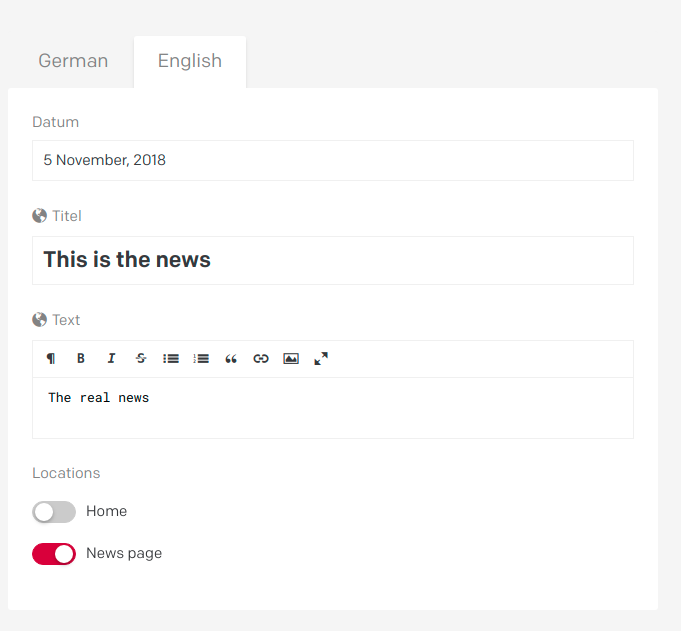 German English
Datum
5 November, 2018
Titel
This is the news
Text
¶ B I S
The real news
Locations
Home
News page